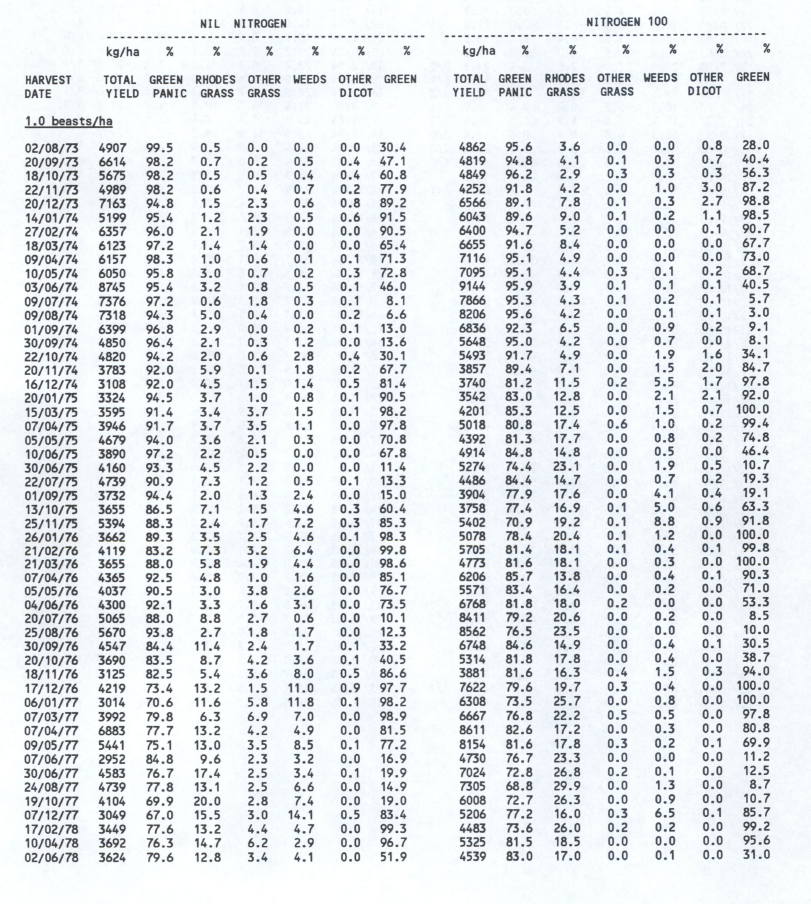 NIL NITROGEN NITROGEN 100
kg/ha % % % % % % kg/ha % % % % % %
HARVEST TOTAL GREEN RHODES OTHER WEEDS OTHER GREEN TOTAL GREEN RHODES OTHER WEEDS OTHER GREEN
DATE YIELD PANIC GRASS GRASS DICOT YIELD PANIC GRASS GRASS DICOT
1.0 beasts/ha
02/08/73 4907 99.5 0.5 0.0 0.0 0.0 30.4 4862 95.6 3.6 0.0 0.0 0.8 28.0
20/09/73 6614 98.2 0.7 0.2 0.5 0.4 47.1 4819 94.8 4.1 0.1 0.3 0.7 40.4
18/10/73 5675 98.2 0.5 0.5 0.4 0.4 60.8 4849 96.2 2.9 0.3 0.3 0.3 56.3
22/11/73 4989 98.2 0.6 0.4 0.7 0.2 77.9 4252 91.8 4.2 0.0 1.0 3.0 87.2
20/12/73 7163 94.8 1.5 2.3 0.6 0.8 89.2 6566 89.1 7.8 0.1 0.3 2.7 98.8
14/01/74 5199 95.4 1.2 2.3 0.5 0.6 91.5 6043 89.6 9.0 0.1 0.2 1.1 98.5
27/02/74 6357 96.0 2.1 1.9 0.0 0.0 90.5 6400 94.7 5.2 0.0 0.0 0.1 90.7
18/03/74 6123 97.2 1.4 1.4 0.0 0.0 65.4 6655 91.6 8.4 0.0 0.0 0.0 67.7
09/04/74 6157 98.3 1.0 0.6 0.1 0.1 71.3 7116 95.1 4.9 0.0 0.0 0.0 73.0
10/05/74 6050 95.8 3.0 0.7 0.2 0.3 72.8 7095 95.1 4.4 0.3 0.1 0.2 68.7
03/06/74 8745 95.4 3.2 0.8 0.5 0.1 46.0 9144 95.9 3.9 0.1 0.1 0.1 40.5
09/07/74 7376 97.2 0.6 1.8 0.3 0.1 8.1 7866 95.3 4.3 0.1 0.2 0.1 5.7
09/08/74 7318 94.3 5.0 0.4 0.0 0.2 6.6 8206 95.6 4.2 0.0 0.1 0.1 3.0
01/09/74 6399 96.8 2.9 0.0 0.2 0.1 13.0 6836 92.3 6.5 0.0 0.9 0.2 9.1
30/09/74 4850 96.4 2.1 0.3 1.2 0.0 13.6 5648 95.0 4.2 0.0 0.7 0.0 8.1
22/10/74 4820 94.2 2.0 0.6 2.8 0.4 30.1 5493 91.7 4.9 0.0 1.9 1.6 34.1
20/11/74 3783 92.0 5.9 0.1 1.8 0.2 67.7 3857 89.4 7.1 0.0 1.5 2.0 84.7
16/12/74 3108 92.0 4.5 1.5 1.4 0.5 81.4 3740 81.2 11.5 0.2 5.5 1.7 97.8
20/01/75 3324 94.5 3.7 1.0 0.8 0.1 90.5 3542 83.0 12.8 0.0 2.1 2.1 92.0
15/03/75 3595 91.4 3.4 3.7 1.5 0.1 98.2 4201 85.3 12.5 0.0 1.5 0.7 100.0
07/04/75 3946 91.7 3.7 3.5 1.1 0.0 97.8 5018 80.8 17.4 0.6 1.0 0.2 99.4
05/05/75 4679 94.0 3.6 2.1 0.3 0.0 70.8 4392 81.3 17.7 0.0 0.8 0.2 74.8
10/06/75 3890 97.2 2.2 0.5 0.0 0.0 67.8 4914 84.8 14.8 0.0 0.5 0.0 46.4
30/06/75 4160 93.3 4.5 2.2 0.0 0.0 11.4 5274 74.4 23.1 0.0 1.9 0.5 10.7
22/07/75 4739 90.9 7.3 1.2 0.5 0.1 13.3 4486 84.4 14.7 0.0 0.7 0.2 19.3
01/09/75 3732 94.4 2.0 1.3 2.4 0.0 15.0 3904 77.9 17.6 0.0 4.1 0.4 19.1
13/10/75 3655 86.5 7.1 1.5 4.6 0.3 60.4 3758 77.4 16.9 0.1 5.0 0.6 63.3
25/11/75 5394 88.3 2.4 1.7 7.2 0.3 85.3 5402 70.9 19.2 0.1 8.8 0.9 91.8
26/01/76 3662 89.3 3.5 2.5 4.6 0.1 98.3 5078 78.4 20.4 0.1 1.2 0.0 100.0
21/02/76 4119 83.2 7.3 3.2 6.4 0.0 99.8 5705 81.4 18.1 0.1 0.4 0.1 99.8
21/03/76 3655 88.0 5.8 1.9 4.4 0.0 98.6 4773 81.6 18.1 0.0 0.3 0.0 100.0
07/04/76 4365 92.5 4.8 1.0 1.6 0.0 85.1 6206 85.7 13.8 0.0 0.4 0.1 90.3
05/05/76 4037 90.5 3.0 3.8 2.6 0.0 76.7 5571 83.4 16.4 0.0 0.2 0.0 71.0
04/06/76 4300 92.1 3.3 1.6 3.1 0.0 73.5 6768 81.8 18.0 0.2 0.0 0.0 53.3
20/07/76 5065 88.0 8.8 2.7 0.6 0.0 10.1 8411 79.2 20.6 0.0 0.2 0.0 8.5
25/08/76 5670 93.8 2.7 1.8 1.7 0.0 12.3 8562 76.5 23.5 0.0 0.0 0.0 10.0
30/09/76 4547 84.4 11.4 2.4 1.7 0.1 33.2 6748 84.6 14.9 0.0 0.4 0.1 30.5
20/10/76 3690 83.5 8.7 4.2 3.6 0.1 40.5 5314 81.8 17.8 0.0 0.4 0.0 38.7
18/11/76 3125 82.5 5.4 3.6 8.0 0.5 86.6 3881 81.6 16.3 0.4 1.5 0.3 94.0
17/12/76 4219 73.4 13.2 1.5 11.0 0.9 97.7 7622 79.6 19.7 0.3 0.4 0.0 100.0
06/01/77 3014 70.6 11.6 5.8 11.8 0.1 98.2 6308 73.5 25.7 0.0 0.8 0.0 100.0
07/03/77 3992 79.8 6.3 6.9 7.0 0.0 98.9 6667 76.8 22.2 0.5 0.5 0.0 97.8
07/04/77 6883 77.7 13.2 4.2 4.9 0.0 81.5 8611 82.6 17.2 0.0 0.3 0.0 80.8
09/05/77 5441 75.1 13.0 3.5 8.5 0.1 77.2 8154 81.6 17.8 0.3 0.2 0.1 69.9
07/06/77 2952 84.8 9.6 2.3 3.2 0.0 16.9 4730 76.7 23.3 0.0 0.0 0.0 11.2
30/06/77 4583 76.7 17.4 2.5 3.4 0.1 19.9 7024 72.8 26.8 0.2 0.1 0.0 12.5
24/08/77 4739 77.8 13.1 2.5 6.6 0.0 14.9 7305 68.8 29.9 0.0 1.3 0.0 8.7
19/10/77 4104 69.9 20.0 2.8 7.4 0.0 19.0 6008 72.7 26.3 0.0 0.9 0.0 10.7
07/12/77 3049 67.0 15.5 3.0 14.1 0.5 83.4 5206 77.2 16.0 0.3 6.5 0.1 85.7
17/02/78 3449 77.6 13.2 4.4 4.7 0.0 99.3 4483 73.6 26.0 0.2 0.2 0.0 99.2
10/04/78 3692 76.3 14.7 6.2 2.9 0.0 96.7 5325 81.5 18.5 0.0 0.0 0.0 95.6
02/06/78 3624 79.6 12.8 3.4 4.1 0.0 51.9 4539 83.0 17.0 0.0 0.1 0.0 31.0